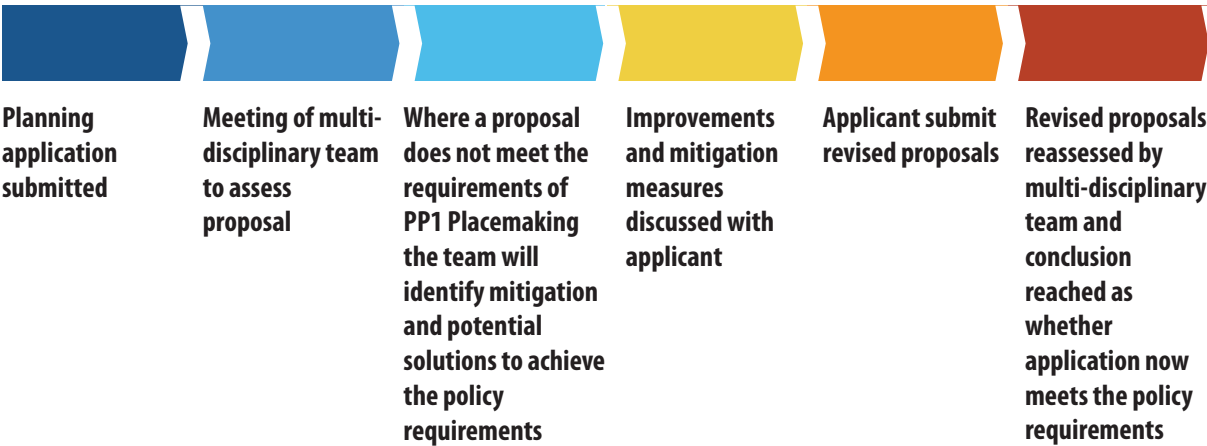 Planning
application
submitted
Meeting of multi-
disciplinary team
to assess
proposal
Where a proposal
does not meet the
requirements of
PP1 Placemaking
the team will
identify mitigation
and potential
solutions to achieve
the policy
requirements
Improvements
and mitigation
measures
discussed with
applicant
Applicant submit
revised proposals
Revised proposals
reassessed by
multi-disciplinary
team and
conclusion
reached as
whether
application now
meets the policy
requirements